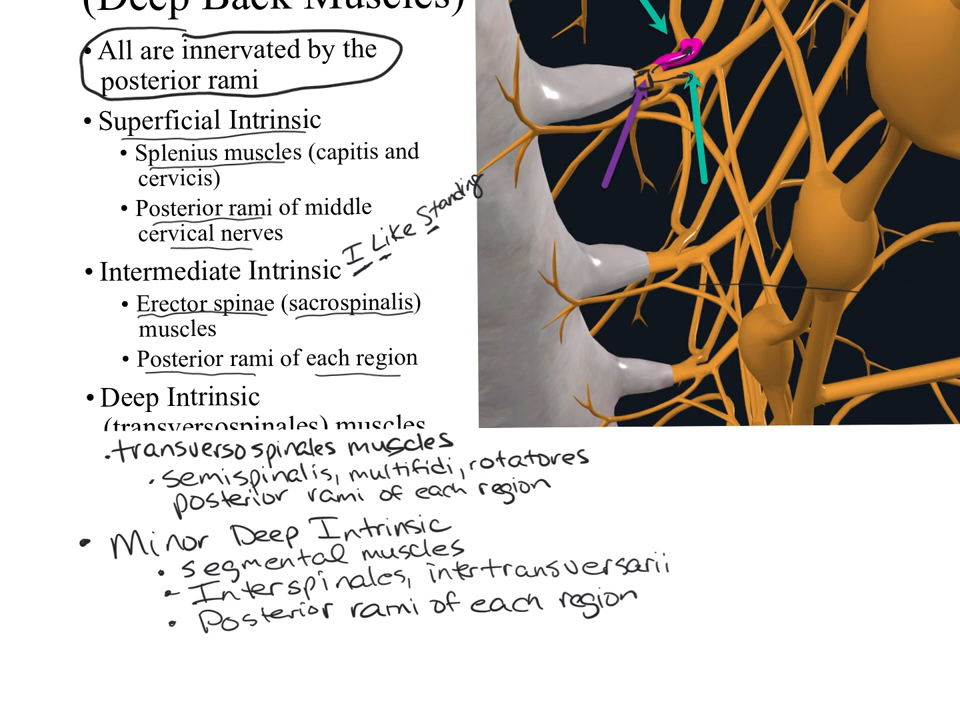 (Deep Back Muscles)
• All are innervated by the
posterior rami
• Superficial Intrinsic
• Splenius muscles (capitis and
cervicis)
• Posterior rami of middle
cervical nerves
I Like Standing
• Intermediate Intrinsic
• Erector spinae (sacrospinalis)
muscles
• Posterior rami of each region
• Deep Intrinsic
(transversospinales) muscles
• transversospinales muscles
• semispinalis, multifidi, rotatores
posterior rami of each region
• Minor Deep Intrinsic
• segmental muscles
• Interspinales, intertransversarii
• Posterior rami of each region